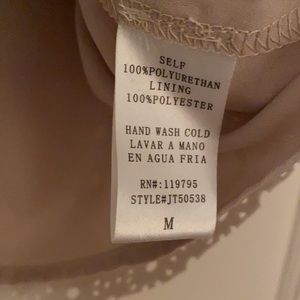 SELF
100%POLYURETHAN
LINING
100%POLYESTER
HAND WASH COLD
LAVAR A MANO
EN AGUA FRIA
RN#:119795
STYLE#JT50538
M